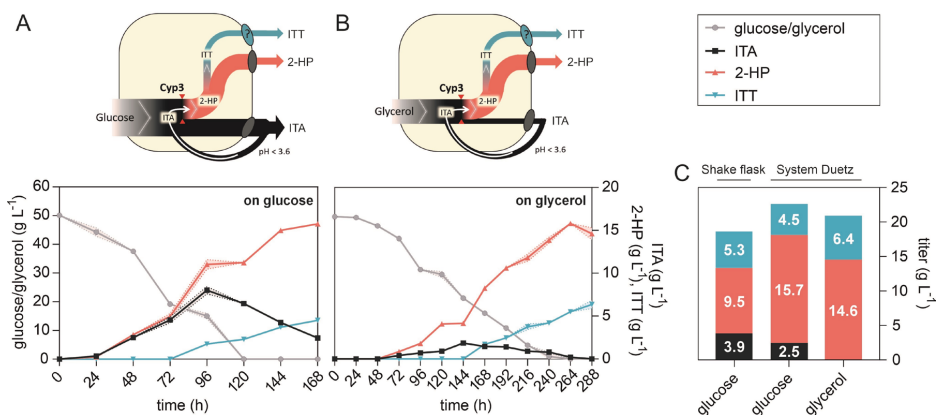 A
ITT
?
ITT
2-HP
Cyp3
2-HP
Glucose
ITA
ITA
pH < 3.6
B
ITT
?
ITT
2-HP
Cyp3
2-HP
Glycerol
ITA
ITA
pH < 3.6
glucose/glycerol
ITA
2-HP
ITT
glucose/glycerol (g L⁻¹)
60
50
40
30
20
10
0
on glucose
0 24 48 72 96 120 144 168
time (h)
on glycerol
0 24 48 72 96 120 144 168 192 216 240 264 288
time (h)
20
15
10
5
0
ITA (g L⁻¹)
2-HP (g L⁻¹), ITT (g L⁻¹)
C
Shake flask System Duetz
5.3
9.5
3.9
4.5
15.7
2.5
6.4
14.6
25
20
15
10
5
0
titer (g L⁻¹)
glucose
glucose
glycerol